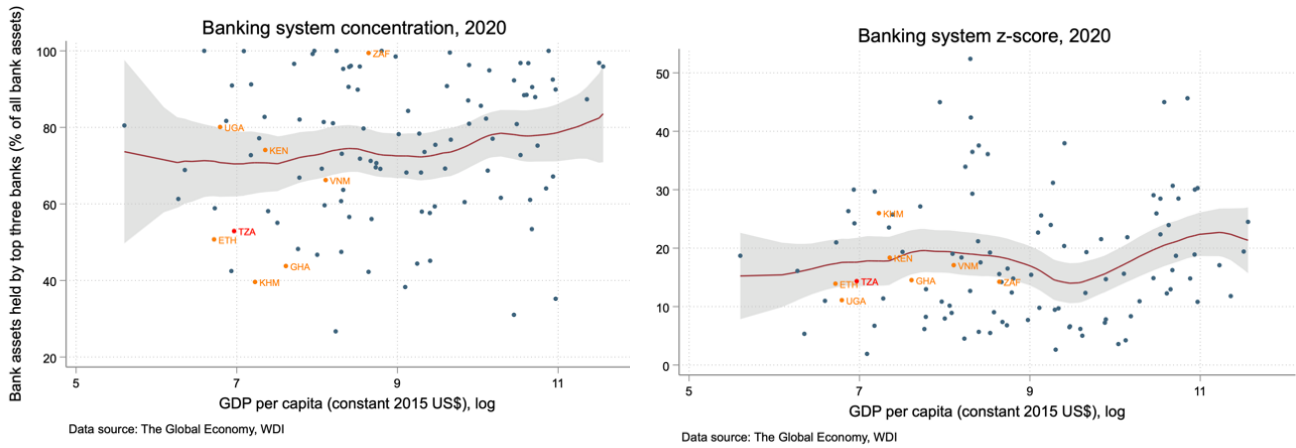 Banking system concentration, 2020
Bank assets held by top three banks (% of all bank assets)
100
80
60
40
20
ZAF
UGA
KEN
VNM
TZA
ETH
GHA
KHM
5
7
9
11
GDP per capita (constant 2015 US$), log
Data source: The Global Economy, WDI
Banking system z-score, 2020
50
40
30
20
10
0
KHM
KEN
VNM
ETH
TZA
GHA
ZAF
UGA
5
7
9
11
GDP per capita (constant 2015 US$), log
Data source: The Global Economy, WDI